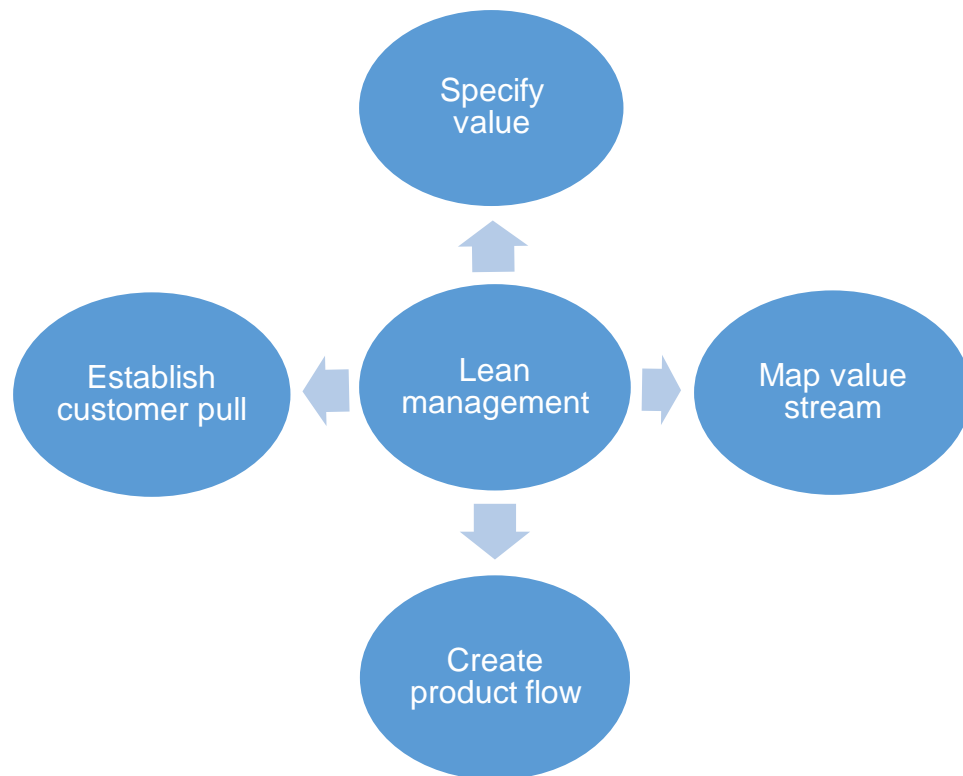 Specify
value
Establish
customer pull
Lean
management
Map value
stream
Create
product flow